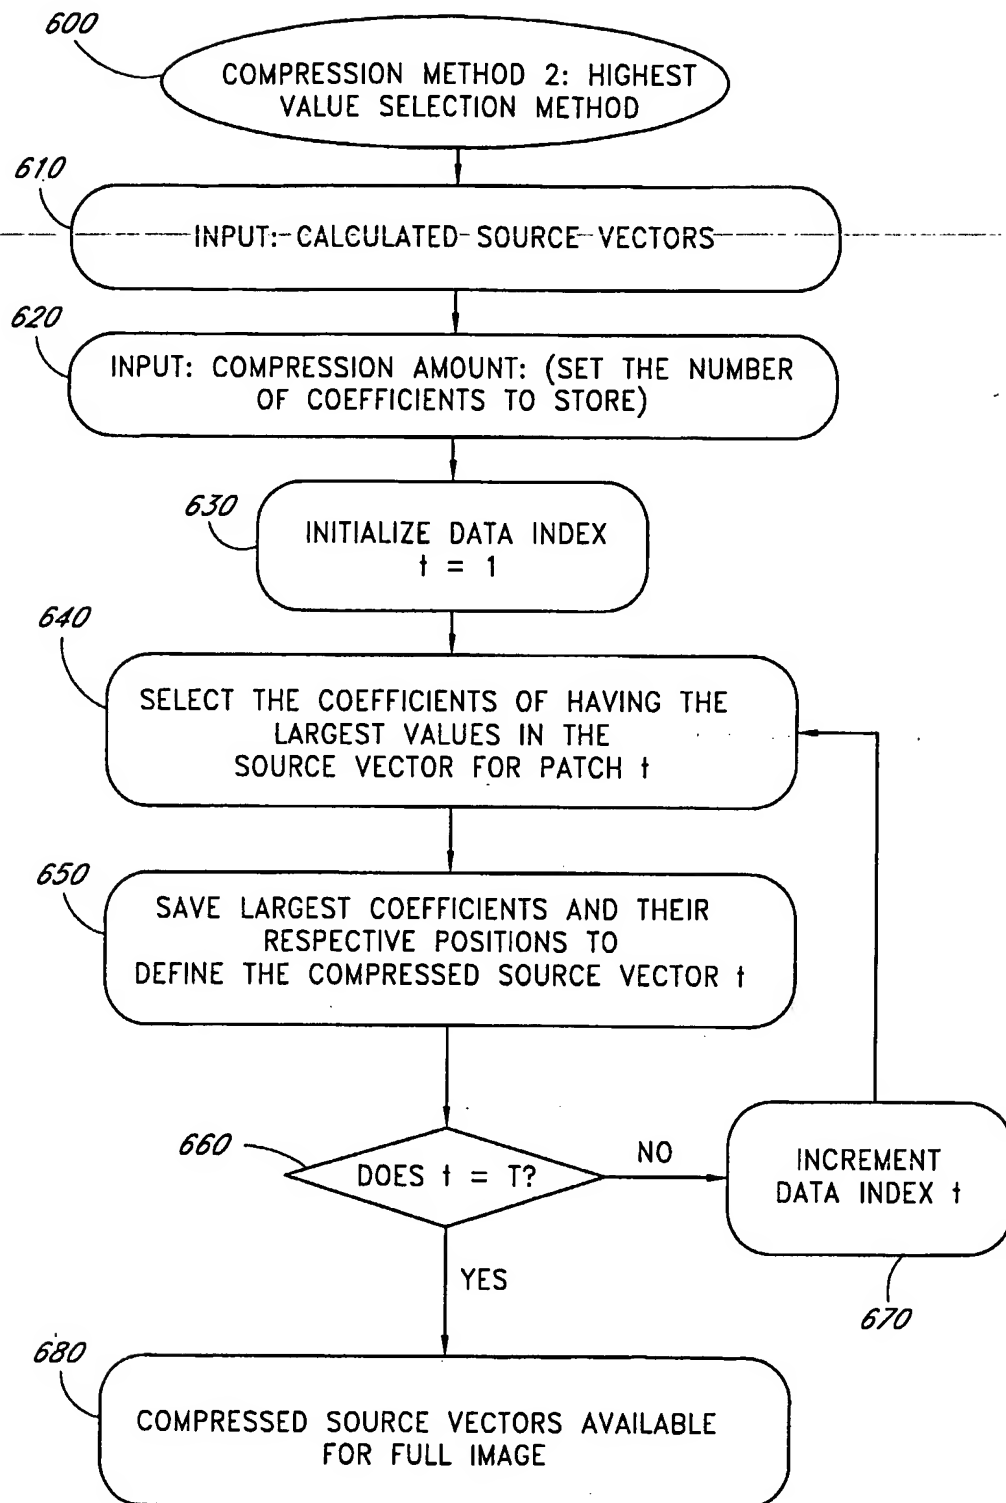 600
COMPRESSION METHOD 2: HIGHEST
VALUE SELECTION METHOD
610
INPUT: CALCULATED SOURCE VECTORS
620
INPUT: COMPRESSION AMOUNT: (SET THE NUMBER
OF COEFFICIENTS TO STORE)
630
INITIALIZE DATA INDEX
t = 1
640
SELECT THE COEFFICIENTS OF HAVING THE
LARGEST VALUES IN THE
SOURCE VECTOR FOR PATCH t
650
SAVE LARGEST COEFFICIENTS AND THEIR
RESPECTIVE POSITIONS TO
DEFINE THE COMPRESSED SOURCE VECTOR t
660
DOES t = T?
NO
INCREMENT
DATA INDEX t
670
YES
680
COMPRESSED SOURCE VECTORS AVAILABLE
FOR FULL IMAGE